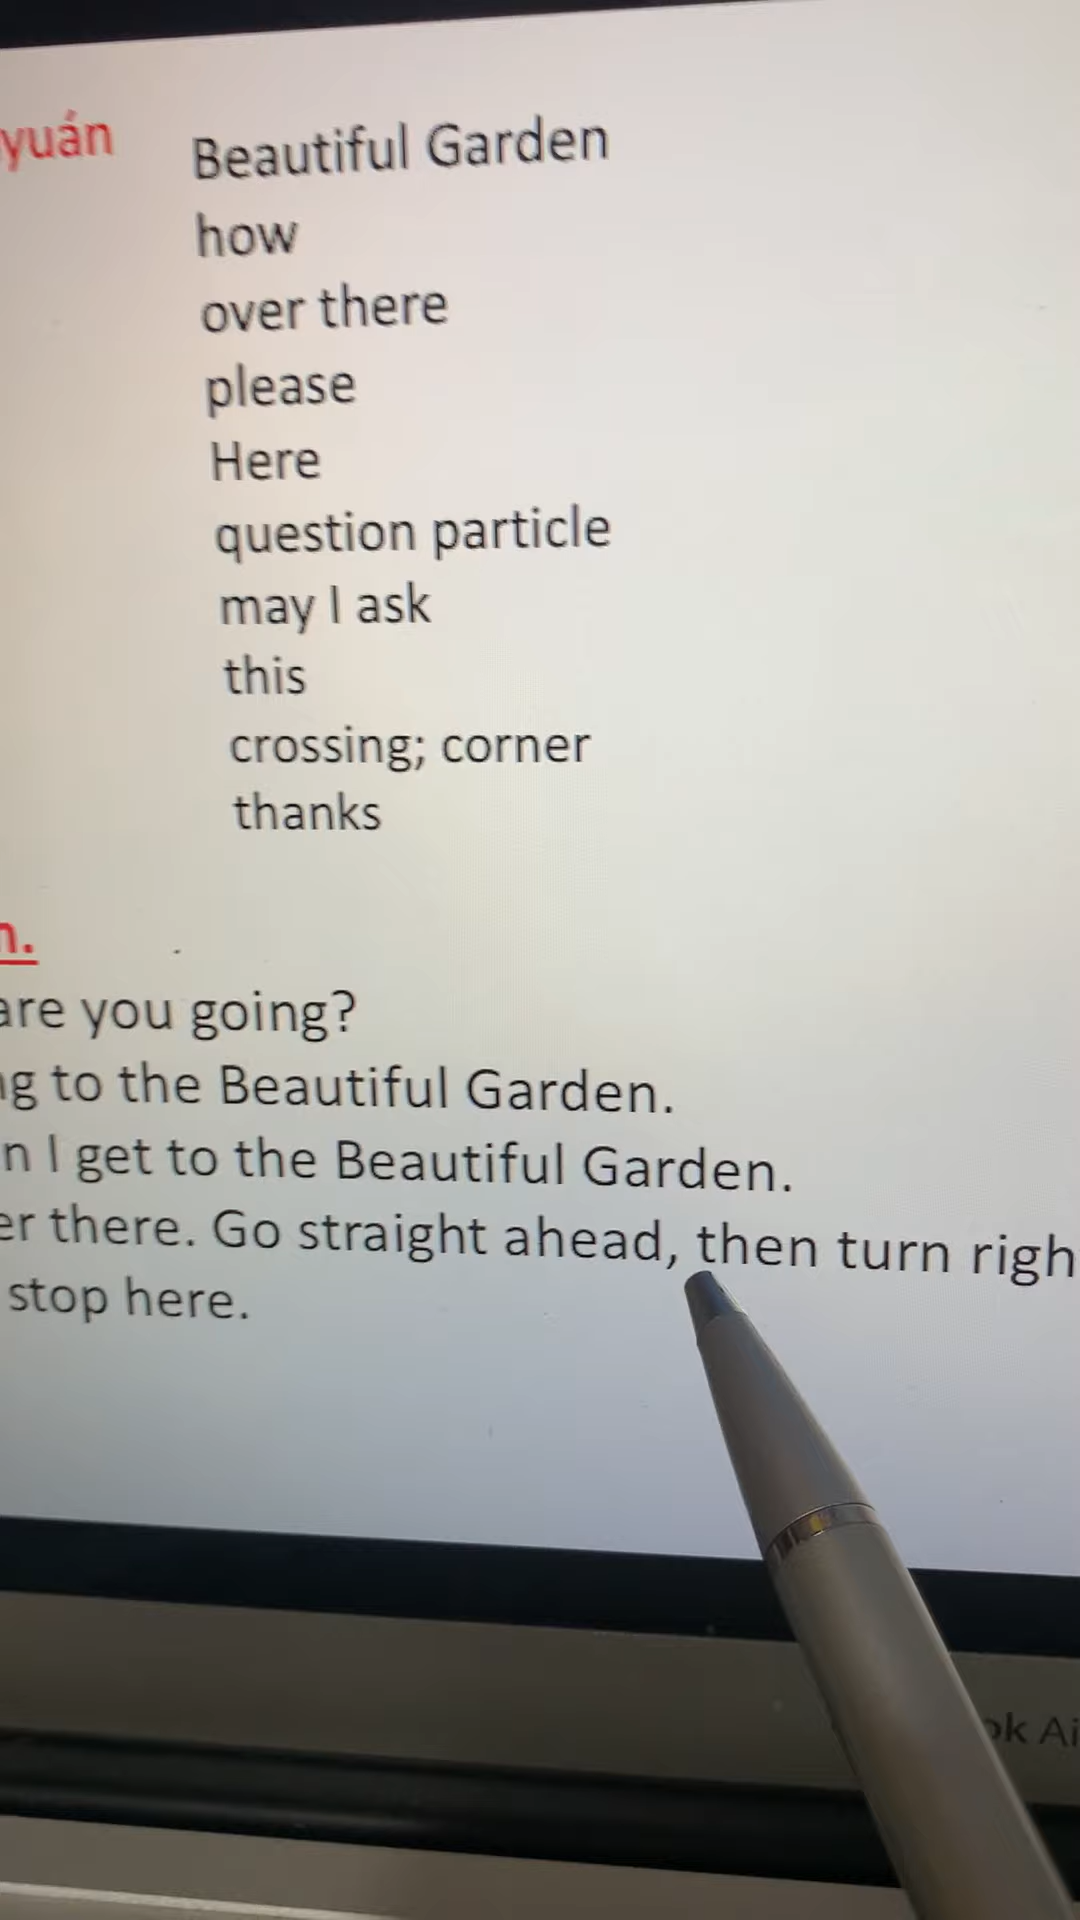 yuán Beautiful Garden
how
over there
please
Here
question particle
may I ask
this
crossing; corner
thanks
n.
are you going?
g to the Beautiful Garden.
n I get to the Beautiful Garden.
er there. Go straight ahead, then turn righ
stop here.
ok Ai